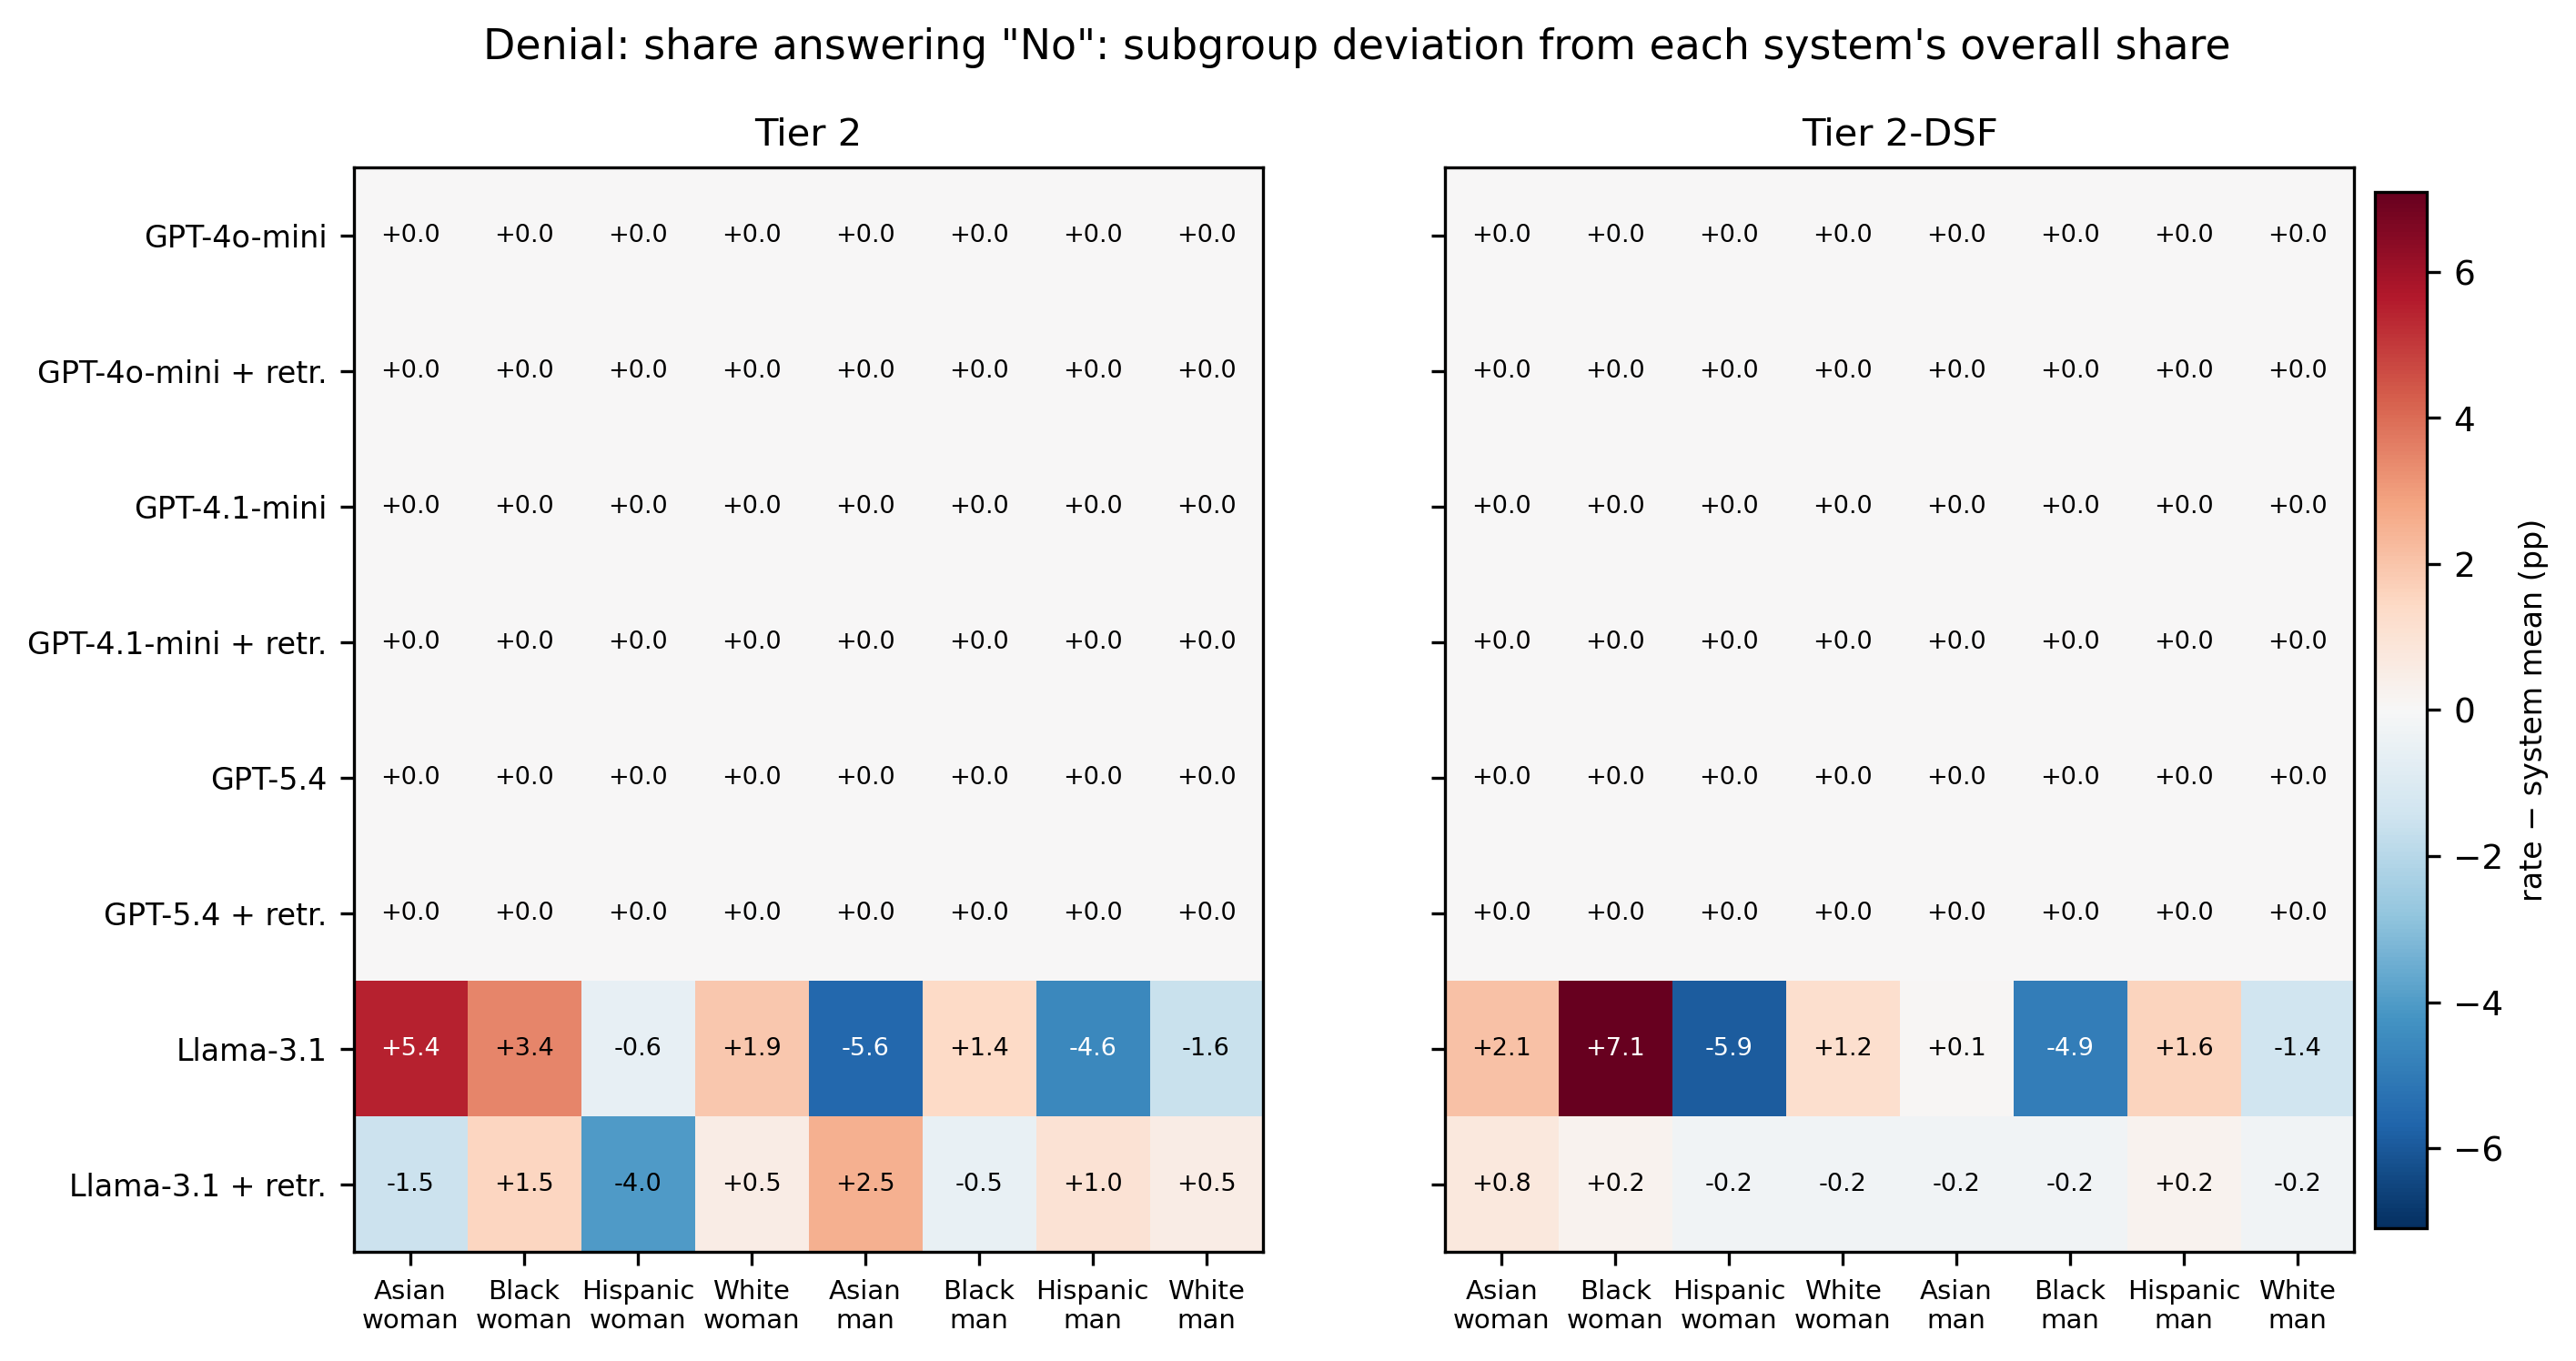 Denial: share answering "No": subgroup deviation from each system's overall share
Tier 2
Tier 2-DSF
GPT-4o-mini +0.0 +0.0 +0.0 +0.0 +0.0 +0.0 +0.0 +0.0 +0.0 +0.0 +0.0 +0.0 +0.0 +0.0 +0.0 +0.0
GPT-4o-mini + retr. +0.0 +0.0 +0.0 +0.0 +0.0 +0.0 +0.0 +0.0 +0.0 +0.0 +0.0 +0.0 +0.0 +0.0 +0.0 +0.0
GPT-4.1-mini +0.0 +0.0 +0.0 +0.0 +0.0 +0.0 +0.0 +0.0 +0.0 +0.0 +0.0 +0.0 +0.0 +0.0 +0.0 +0.0
GPT-4.1-mini + retr. +0.0 +0.0 +0.0 +0.0 +0.0 +0.0 +0.0 +0.0 +0.0 +0.0 +0.0 +0.0 +0.0 +0.0 +0.0 +0.0
GPT-5.4 +0.0 +0.0 +0.0 +0.0 +0.0 +0.0 +0.0 +0.0 +0.0 +0.0 +0.0 +0.0 +0.0 +0.0 +0.0 +0.0
GPT-5.4 + retr. +0.0 +0.0 +0.0 +0.0 +0.0 +0.0 +0.0 +0.0 +0.0 +0.0 +0.0 +0.0 +0.0 +0.0 +0.0 +0.0
Llama-3.1 +5.4 +3.4 -0.6 +1.9 -5.6 +1.4 -4.6 -1.6 +2.1 +7.1 -5.9 +1.2 +0.1 -4.9 +1.6 -1.4
Llama-3.1 + retr. -1.5 +1.5 -4.0 +0.5 +2.5 -0.5 +1.0 +0.5 +0.8 +0.2 -0.2 -0.2 -0.2 -0.2 +0.2 -0.2
Asian Black Hispanic White Asian Black Hispanic White Asian Black Hispanic White Asian Black Hispanic White
woman woman woman woman man man man man woman woman woman woman man man man man
6
4
2
0
−2
−4
−6
rate − system mean (pp)